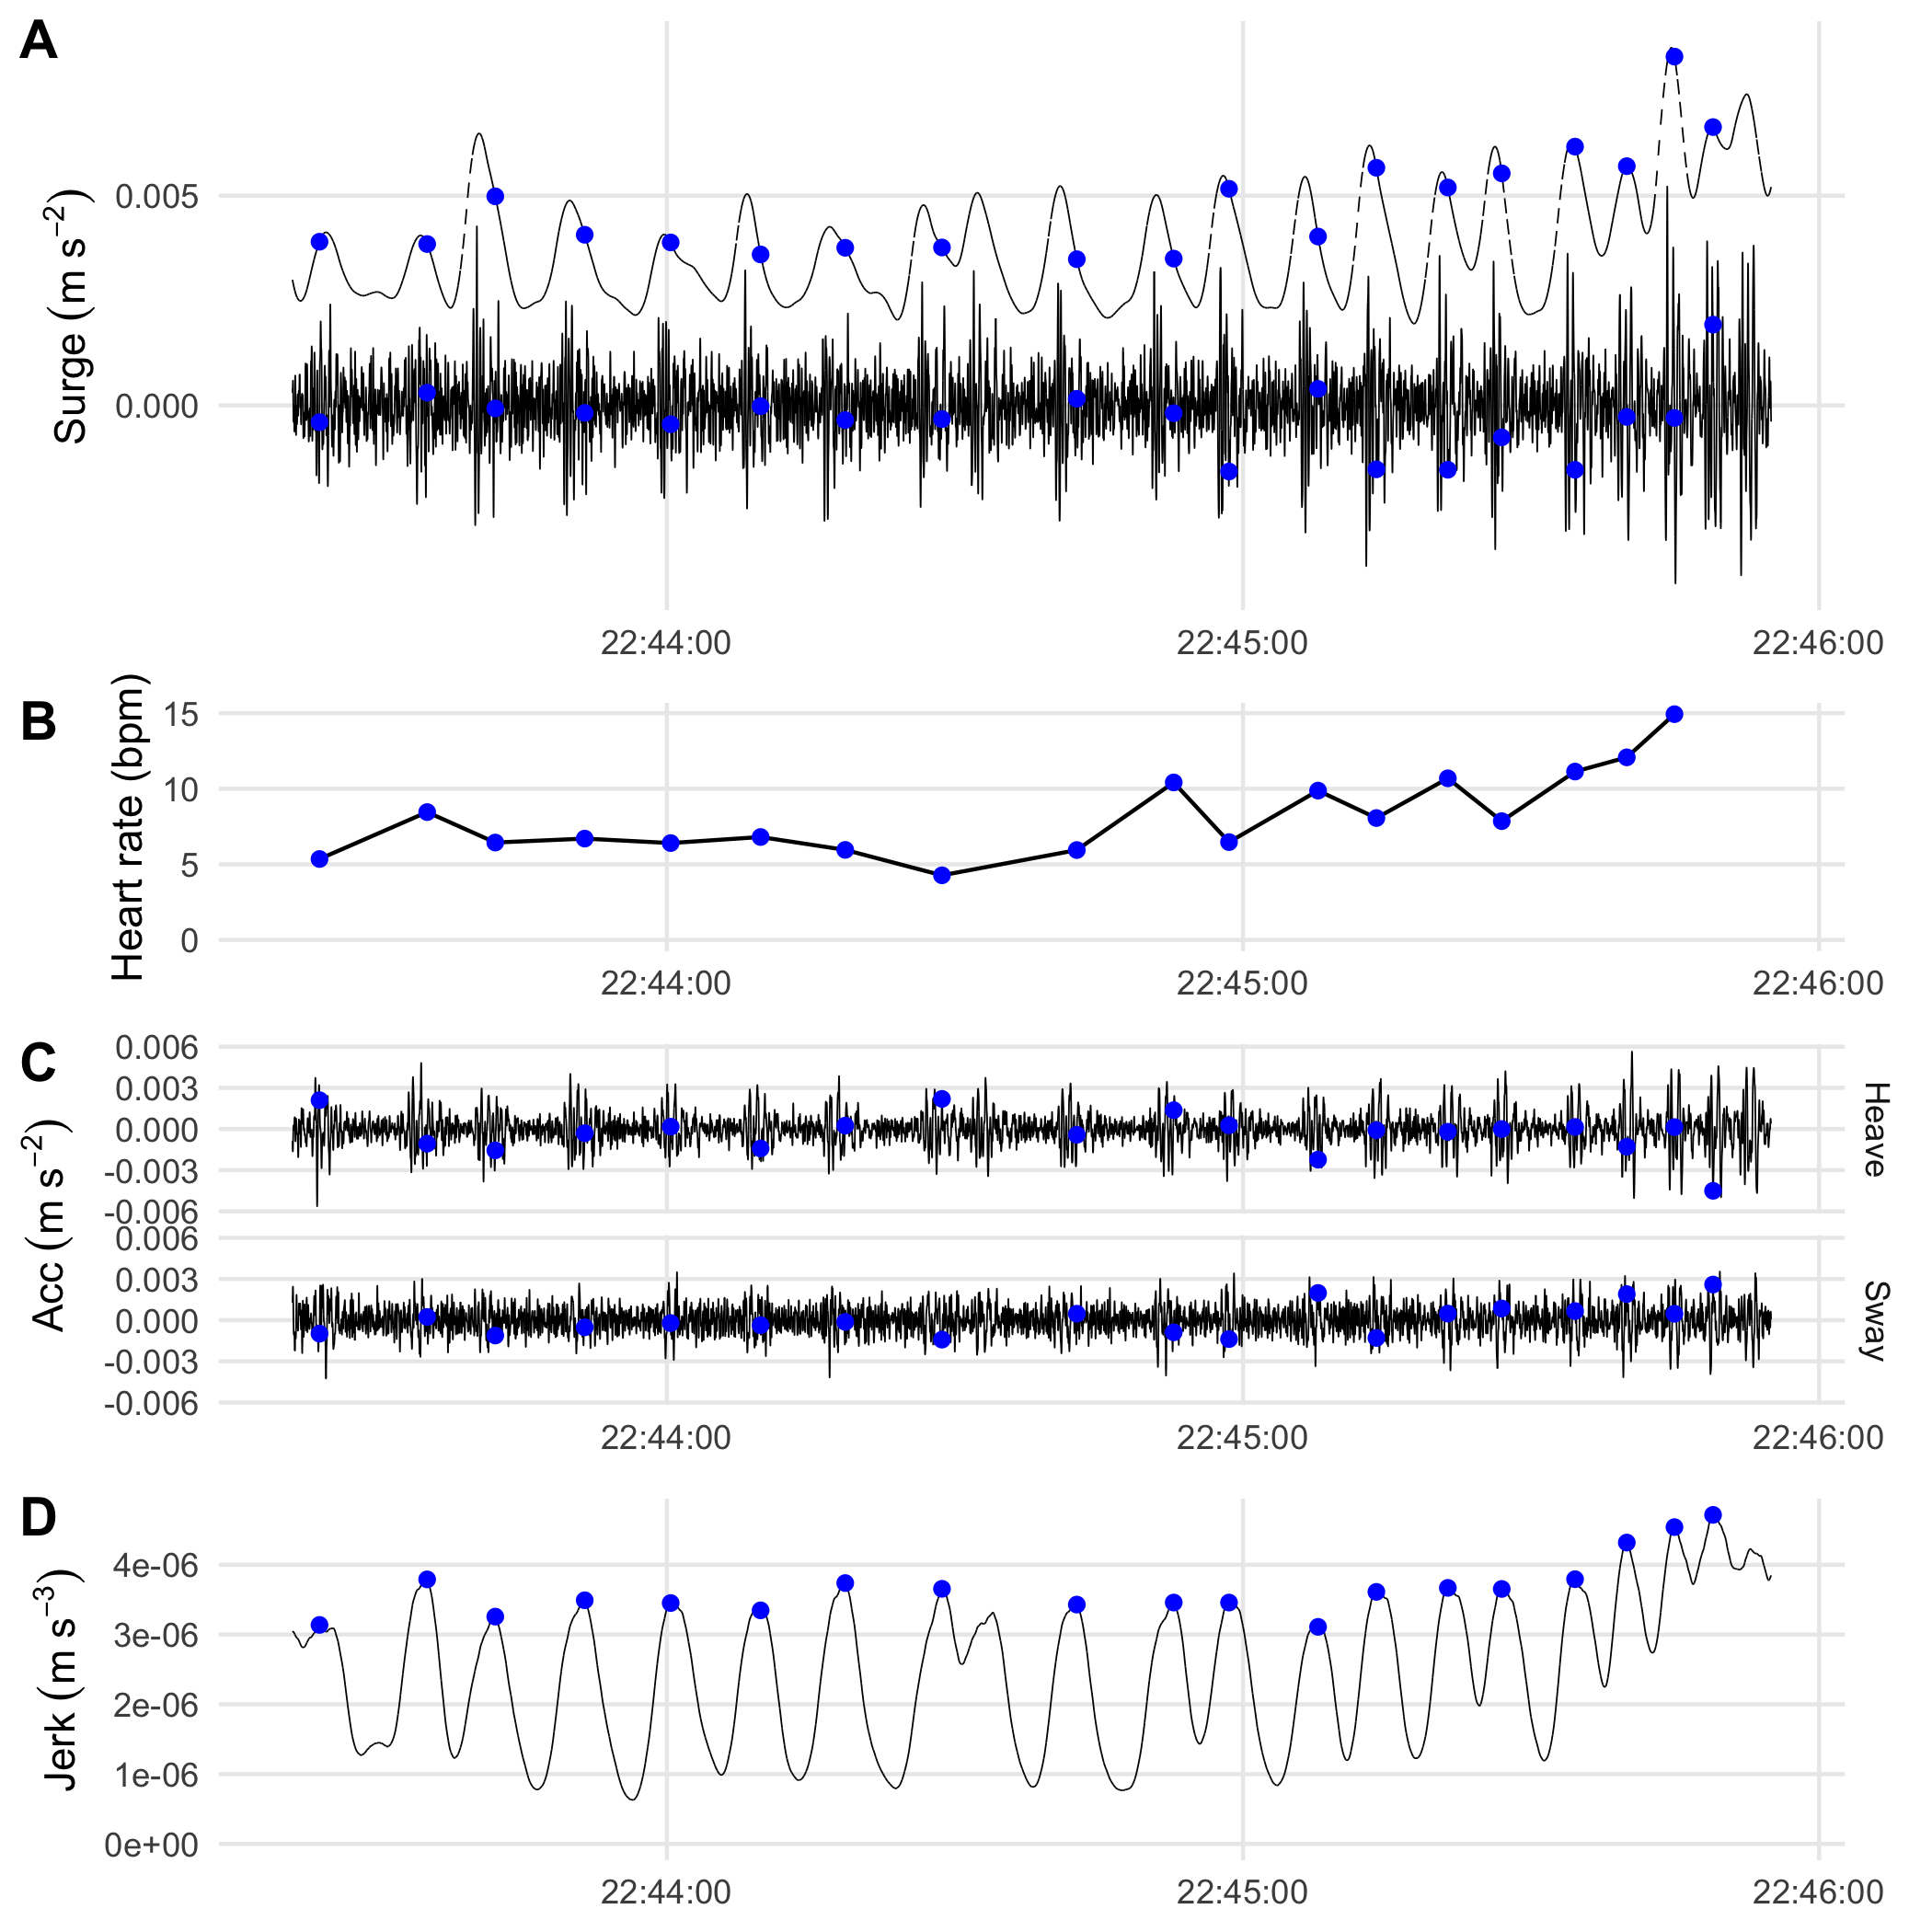 A
Surge (m s⁻²)
0.005
0.000
22:44:00 22:45:00 22:46:00
B
Heart rate (bpm)
15
10
5
0
22:44:00 22:45:00 22:46:00
C
Acc (m s⁻²)
0.006
0.003
0.000
-0.003
-0.006
Heave
0.006
0.003
0.000
-0.003
-0.006
Sway
22:44:00 22:45:00 22:46:00
D
Jerk (m s⁻³)
4e-06
3e-06
2e-06
1e-06
0e+00
22:44:00 22:45:00 22:46:00